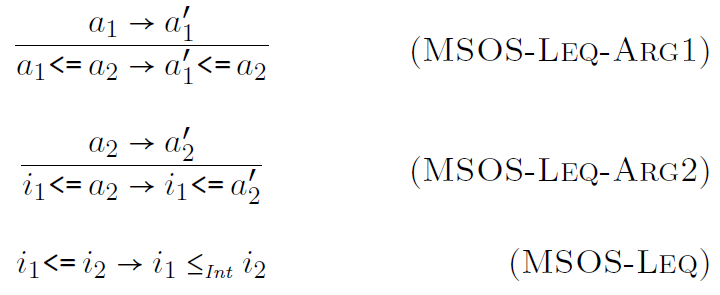 a₁ → a′₁
a₁ <= a₂ → a′₁ <= a₂ (MSOS-LEQ-ARG1)
a₂ → a′₂
i₁ <= a₂ → i₁ <= a′₂ (MSOS-LEQ-ARG2)
i₁ <= i₂ → i₁ ≤Int i₂ (MSOS-LEQ)